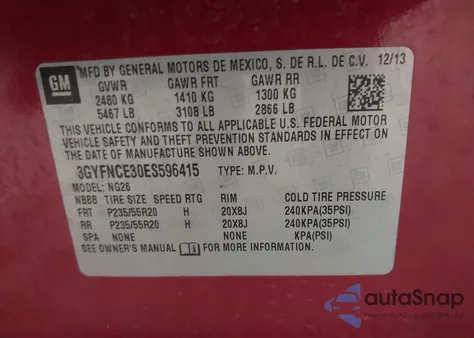 GM
MFD BY GENERAL MOTORS DE MEXICO, S. DE R.L. DE C.V. 12/13
GVWR GAWR FRT GAWR RR
2480 KG 1410 KG 1300 KG
5467 LB 3108 LB 2866 LB
THIS VEHICLE CONFORMS TO ALL APPLICABLE U.S. FEDERAL MOTOR
VEHICLE SAFETY AND THEFT PREVENTION STANDARDS IN EFFECT ON
THE DATE OF MANUFACTURE SHOWN ABOVE.
3GYFNCE30ES596415 TYPE: M.P.V.
MODEL: NG26
NBBB TIRE SIZE SPEED RTG RIM COLD TIRE PRESSURE
FRT P235/55R20 H 20X8J 240KPA(35PSI)
RR P235/55R20 H 20X8J 240KPA(35PSI)
SPA NONE NONE KPA(PSI)
SEE OWNER'S MANUAL FOR MORE INFORMATION.
autoSnap
POWERED BY